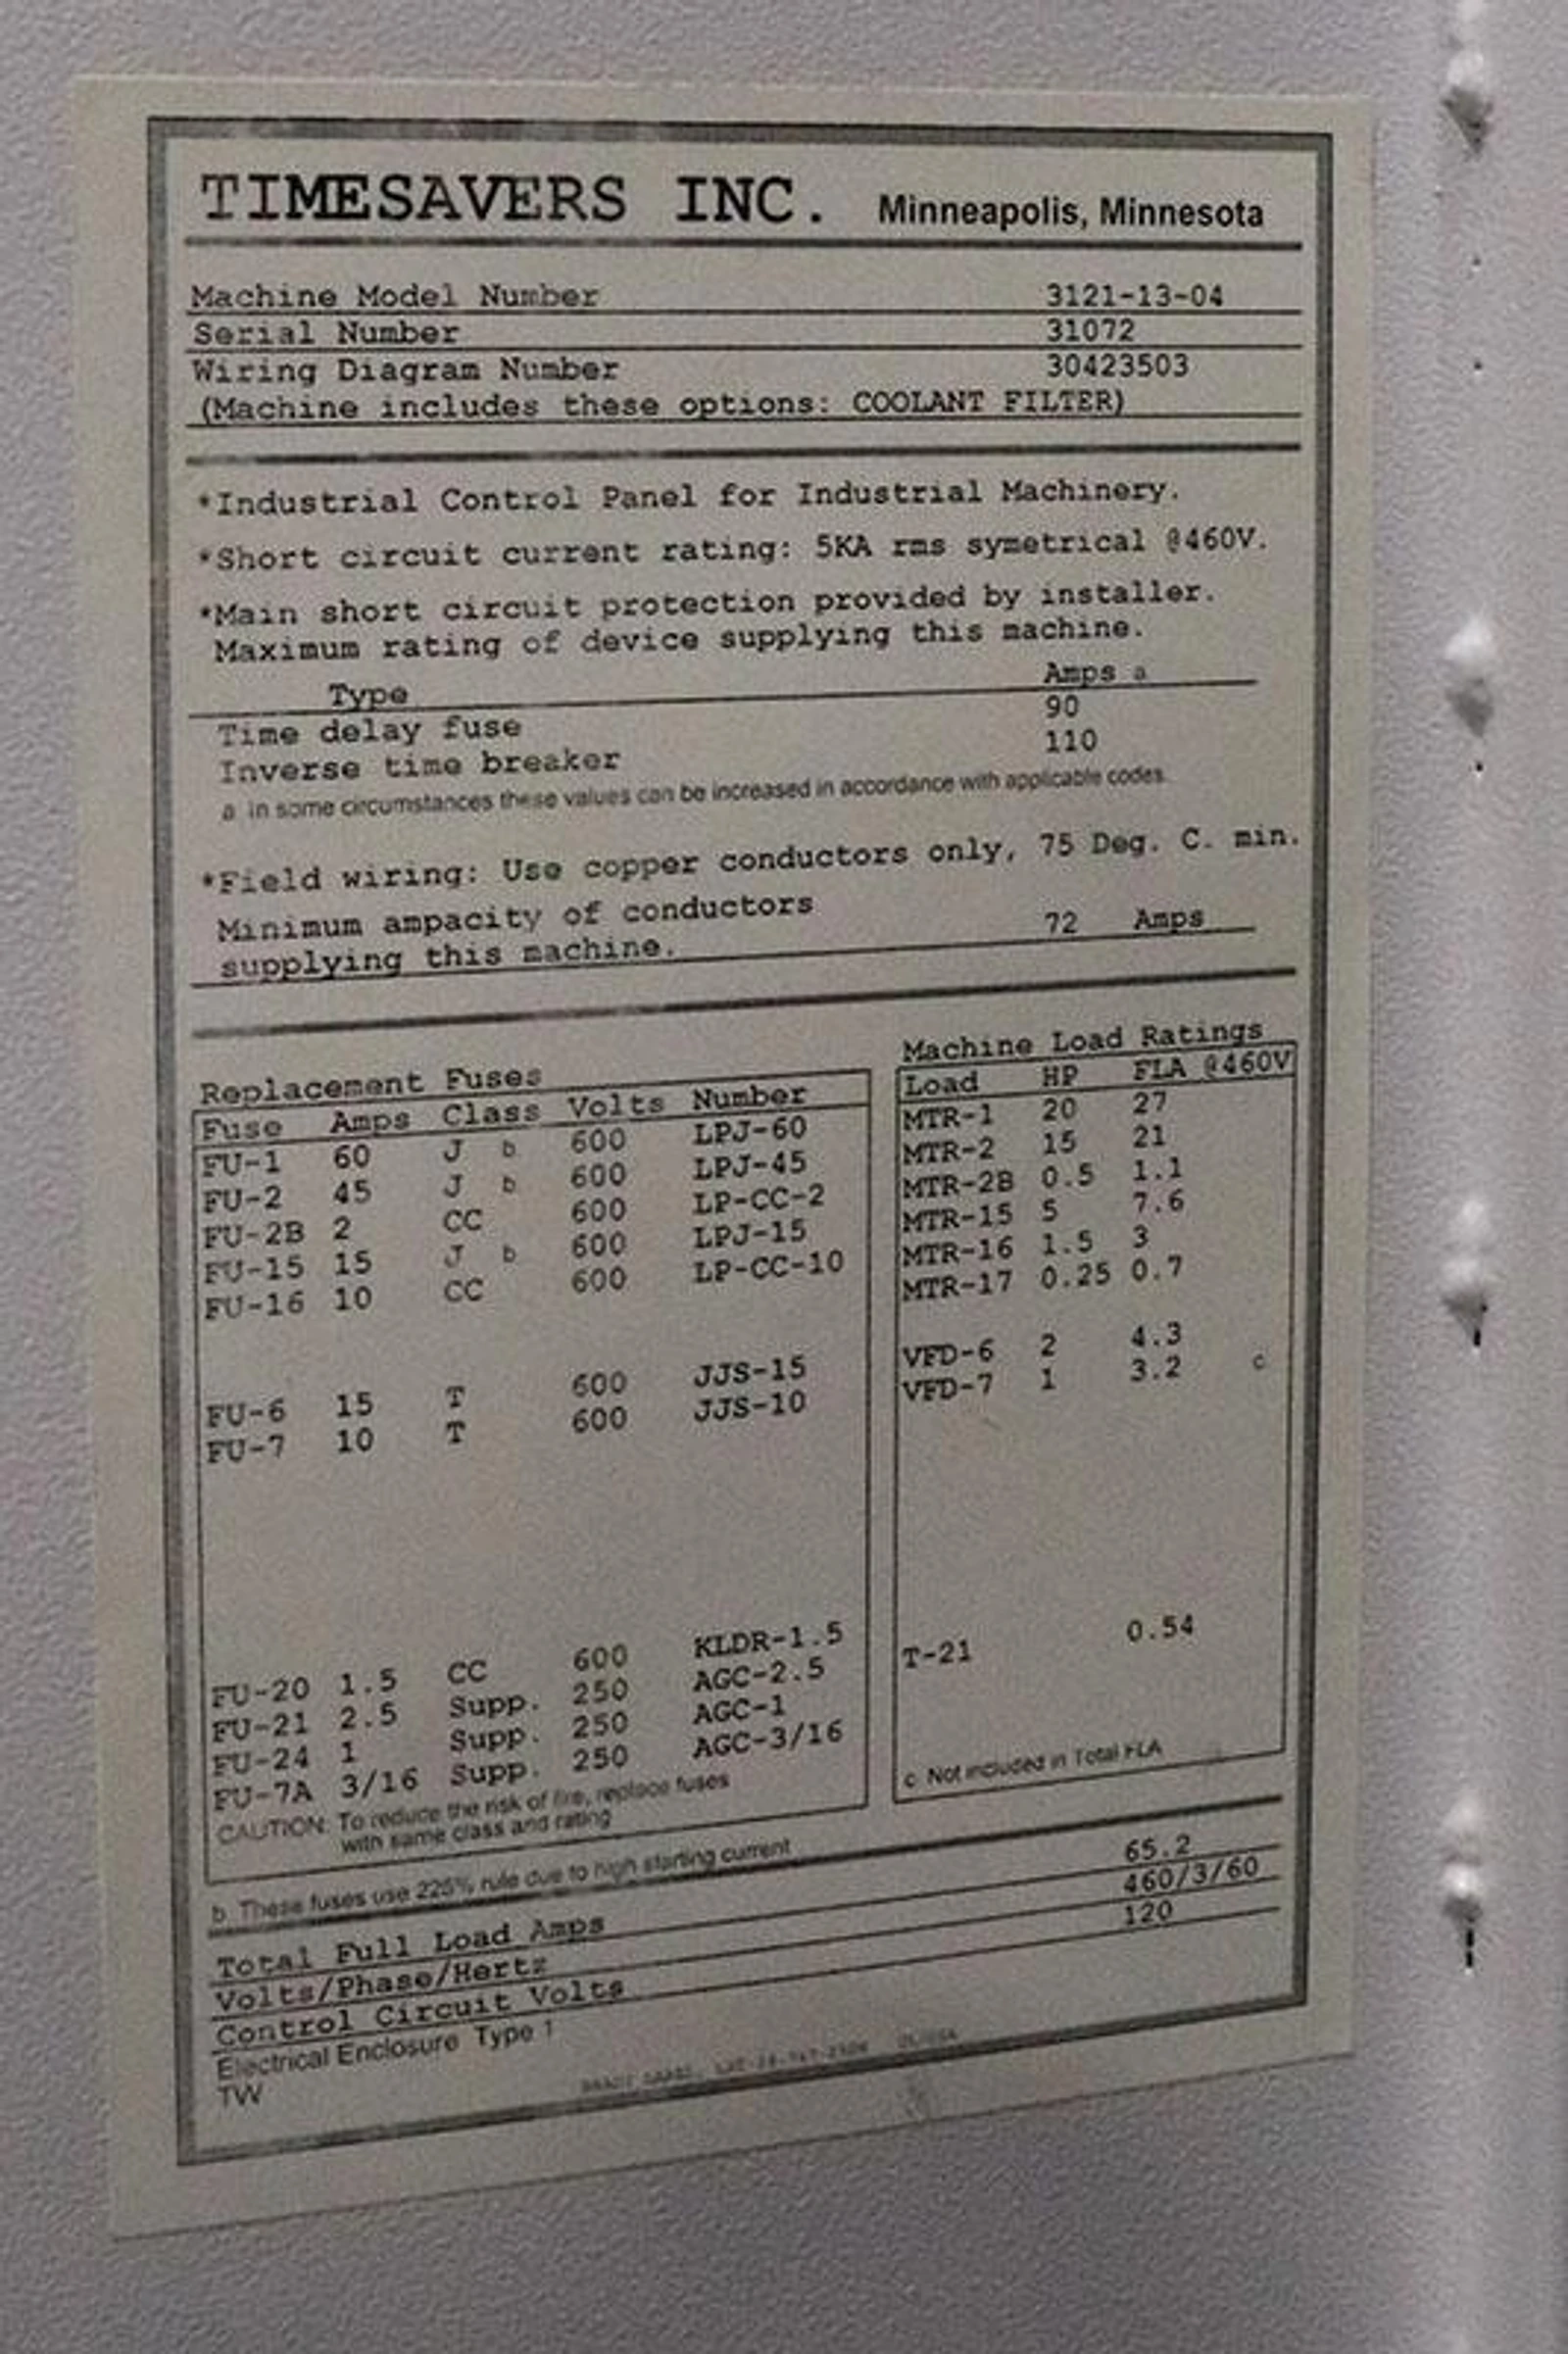 TIMESAVERS INC. Minneapolis, Minnesota
Machine Model Number 3121-13-04
Serial Number 31072
Wiring Diagram Number 30423503
(Machine includes these options: COOLANT FILTER)
*Industrial Control Panel for Industrial Machinery.
*Short circuit current rating: 5KA rms symetrical @460V.
*Main short circuit protection provided by installer.
Maximum rating of device supplying this machine.
Type Amps a
Time delay fuse 90
Inverse time breaker 110
a In some circumstances these values can be increased in accordance with applicable codes.
*Field wiring: Use copper conductors only, 75 Deg. C. min.
Minimum ampacity of conductors
supplying this machine. 72 Amps
Replacement Fuses
Fuse Amps Class Volts Number
FU-1 60 J b 600 LPJ-60
FU-2 45 J b 600 LPJ-45
FU-2B 2 CC 600 LP-CC-2
FU-15 15 J b 600 LPJ-15
FU-16 10 CC 600 LP-CC-10
FU-6 15 T 600 JJS-15
FU-7 10 T 600 JJS-10
FU-20 1.5 CC 600 KLDR-1.5
FU-21 2.5 Supp. 250 AGC-2.5
FU-24 1 Supp. 250 AGC-1
FU-7A 3/16 Supp. 250 AGC-3/16
CAUTION: To reduce the risk of fire, replace fuses
with same class and rating
Machine Load Ratings
Load HP FLA @460V
MTR-1 20 27
MTR-2 15 21
MTR-2B 0.5 1.1
MTR-15 5 7.6
MTR-16 1.5 3
MTR-17 0.25 0.7
VFD-6 2 4.3
VFD-7 1 3.2 c
T-21 0.54
c Not included in Total FLA
b. These fuses use 225% rule due to high starting current
Total Full Load Amps 65.2
Volts/Phase/Hertz 460/3/60
Control Circuit Volts 120
Electrical Enclosure Type 1
TW